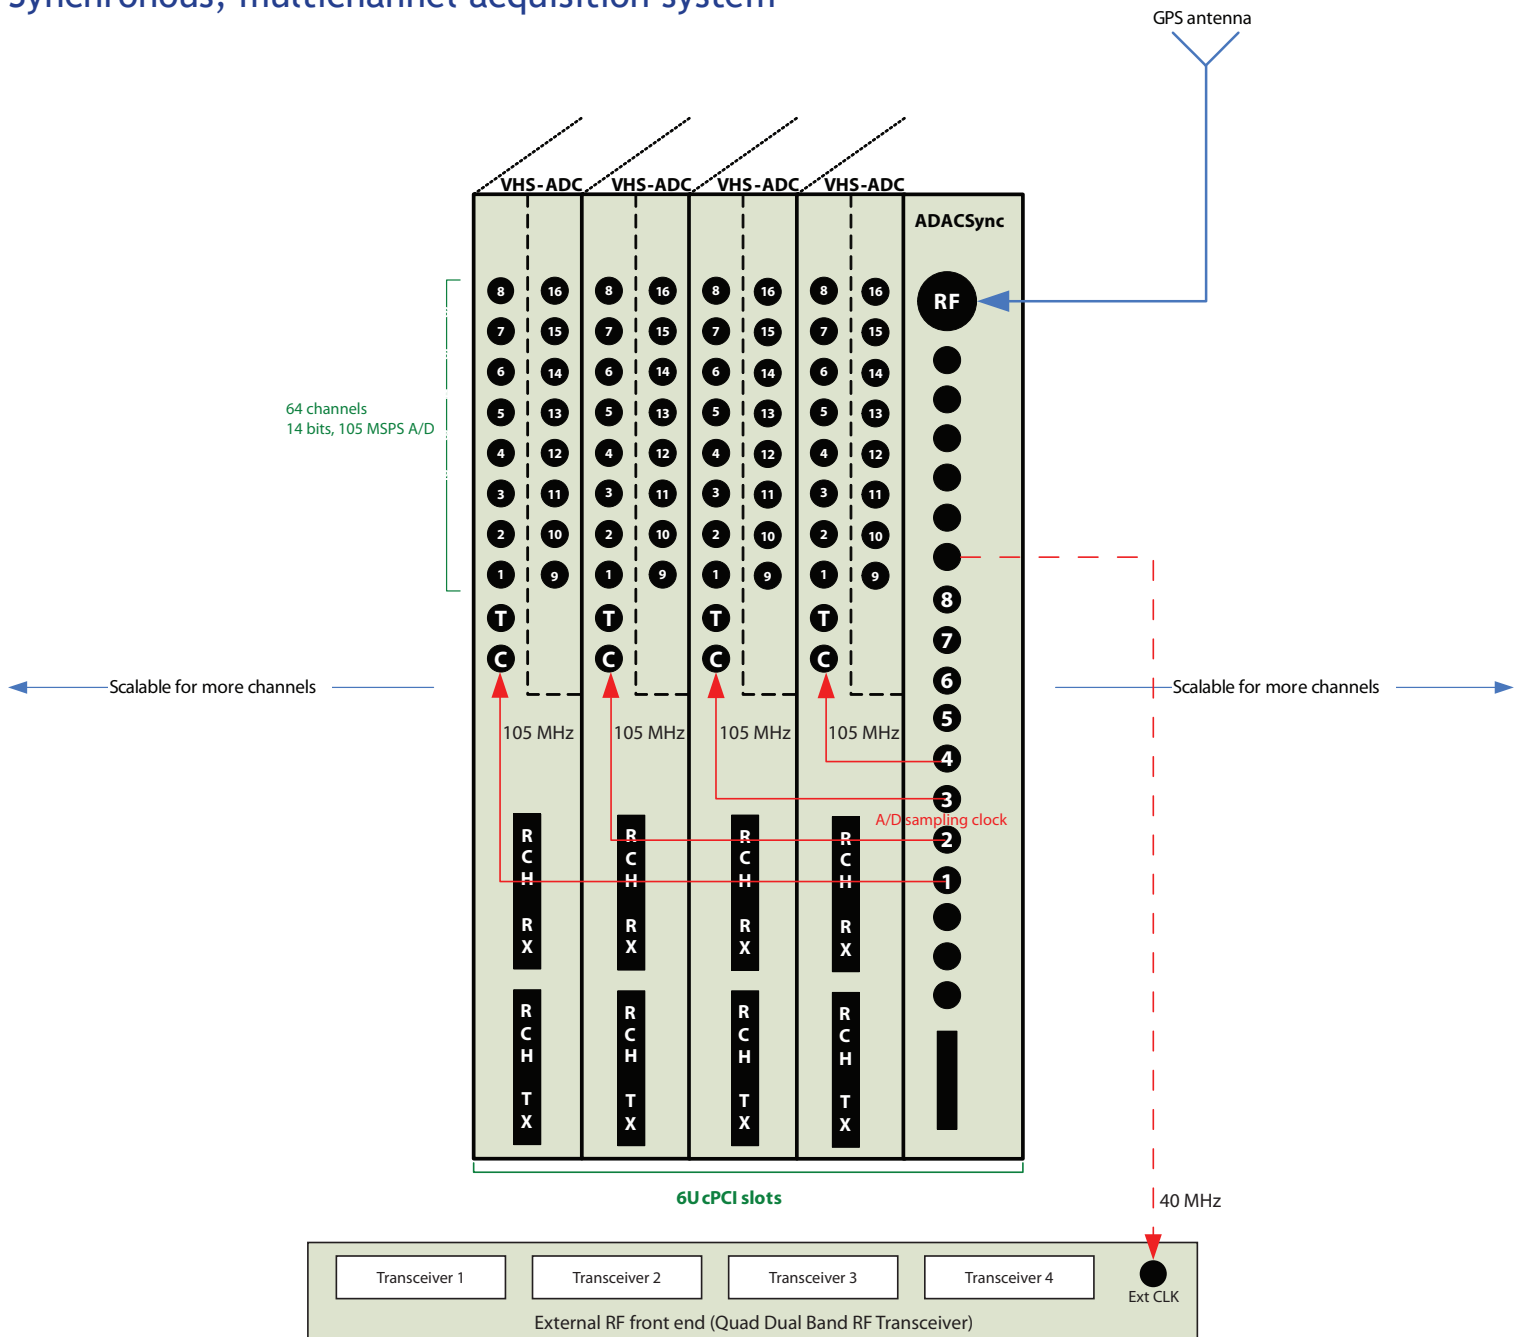 Synchronous, multichannel acquisition system
GPS antenna
VHS-ADC VHS-ADC VHS-ADC VHS-ADC
ADACSync
RF
8 16 8 16 8 16 8 16
7 15 7 15 7 15 7 15
6 14 6 14 6 14 6 14
64 channels
14 bits, 105 MSPS A/D
5 13 5 13 5 13 5 13
4 12 4 12 4 12 4 12
3 11 3 11 3 11 3 11
2 10 2 10 2 10 2 10
1 9 1 9 1 9 1 9
T T T T
C C C C
8
7
6
5
4
3
2
1
Scalable for more channels
Scalable for more channels
105 MHz 105 MHz 105 MHz 105 MHz
A/D sampling clock
RCH RX RCH RX RCH RX RCH RX
RCH TX RCH TX RCH TX RCH TX
6U cPCI slots
40 MHz
Transceiver 1 Transceiver 2 Transceiver 3 Transceiver 4
Ext CLK
External RF front end (Quad Dual Band RF Transceiver)